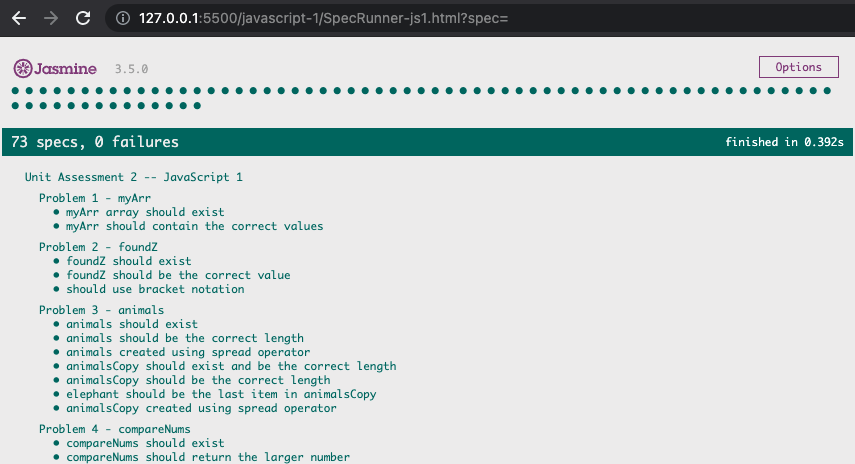 127.0.0.1:5500/javascript-1/SpecRunner-js1.html?spec=
Jasmine 3.5.0 Options
73 specs, 0 failures finished in 0.392s
Unit Assessment 2 -- JavaScript 1
Problem 1 - myArr
• myArr array should exist
• myArr should contain the correct values
Problem 2 - foundZ
• foundZ should exist
• foundZ should be the correct value
• should use bracket notation
Problem 3 - animals
• animals should exist
• animals should be the correct length
• animals created using spread operator
• animalsCopy should exist and be the correct length
• animalsCopy should be the correct length
• elephant should be the last item in animalsCopy
• animalsCopy created using spread operator
Problem 4 - compareNums
• compareNums should exist
• compareNums should return the larger number